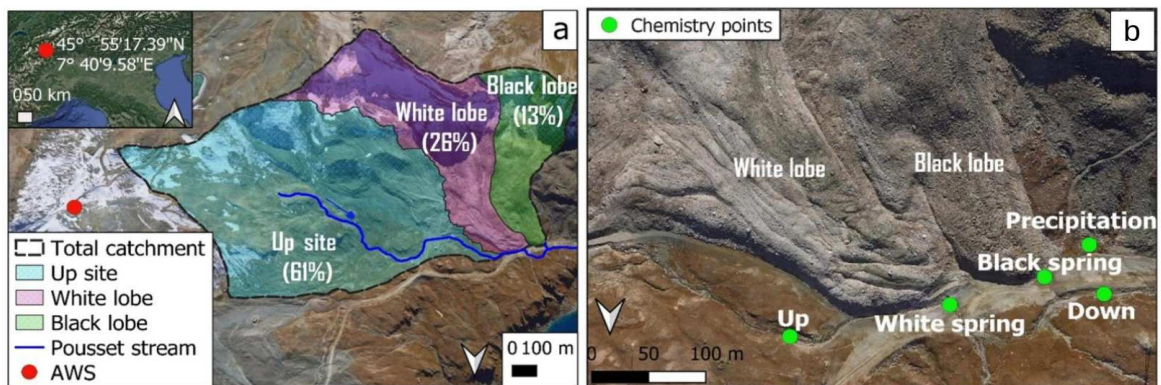 a
45° 55'17.39"N
7° 40'9.58"E
050 km
Black lobe
(13%)
White lobe
(26%)
Up site
(61%)
Total catchment
Up site
White lobe
Black lobe
Pousset stream
AWS
0 100 m
Chemistry points
b
White lobe
Black lobe
Precipitation
Black spring
Down
White spring
Up
0 50 100 m